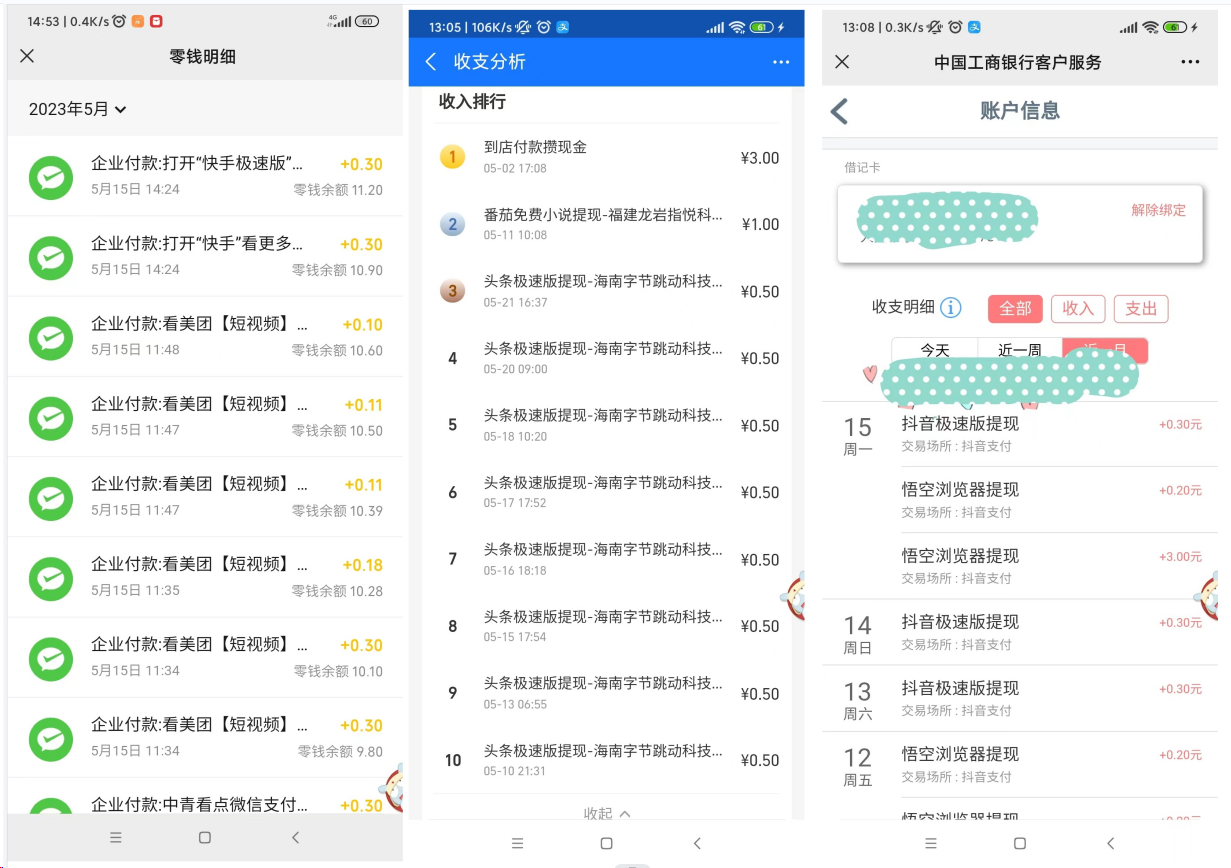 14:53 | 0.4K/s
4G
60
零钱明细
2023年5月
企业付款:打开“快手极速版”...
+0.30
5月15日 14:24
零钱余额 11.20
企业付款:打开“快手”看更多...
+0.30
5月15日 14:24
零钱余额 10.90
企业付款:看美团【短视频】...
+0.10
5月15日 11:48
零钱余额 10.60
企业付款:看美团【短视频】...
+0.11
5月15日 11:47
零钱余额 10.50
企业付款:看美团【短视频】...
+0.11
5月15日 11:47
零钱余额 10.39
企业付款:看美团【短视频】...
+0.18
5月15日 11:35
零钱余额 10.28
企业付款:看美团【短视频】...
+0.30
5月15日 11:34
零钱余额 10.10
企业付款:看美团【短视频】...
+0.30
5月15日 11:34
零钱余额 9.80
企业付款:中青看点微信支付...
+0.30
13:05 | 106K/s
支
61
收支分析
收入排行
1
到店付款攒现金
05-02 17:08
¥3.00
2
番茄免费小说提现-福建龙岩指悦科...
05-11 10:08
¥1.00
3
头条极速版提现-海南字节跳动科技...
05-21 16:37
¥0.50
4
头条极速版提现-海南字节跳动科技...
05-20 09:00
¥0.50
5
头条极速版提现-海南字节跳动科技...
05-18 10:20
¥0.50
6
头条极速版提现-海南字节跳动科技...
05-17 17:52
¥0.50
7
头条极速版提现-海南字节跳动科技...
05-16 18:18
¥0.50
8
头条极速版提现-海南字节跳动科技...
05-15 17:54
¥0.50
9
头条极速版提现-海南字节跳动科技...
05-13 06:55
¥0.50
10
头条极速版提现-海南字节跳动科技...
05-10 21:31
¥0.50
收起
13:08 | 0.3K/s
支
中国工商银行客户服务
账户信息
借记卡
解除绑定
收支明细
全部
收入
支出
今天
近一周
近一月
15
周一
抖音极速版提现
+0.30元
交易场所 : 抖音支付
悟空浏览器提现
+0.20元
交易场所 : 抖音支付
悟空浏览器提现
+3.00元
交易场所 : 抖音支付
14
周日
抖音极速版提现
+0.30元
交易场所 : 抖音支付
13
周六
抖音极速版提现
+0.30元
交易场所 : 抖音支付
12
周五
悟空浏览器提现
+0.20元
交易场所 : 抖音支付
悟空浏览器提现